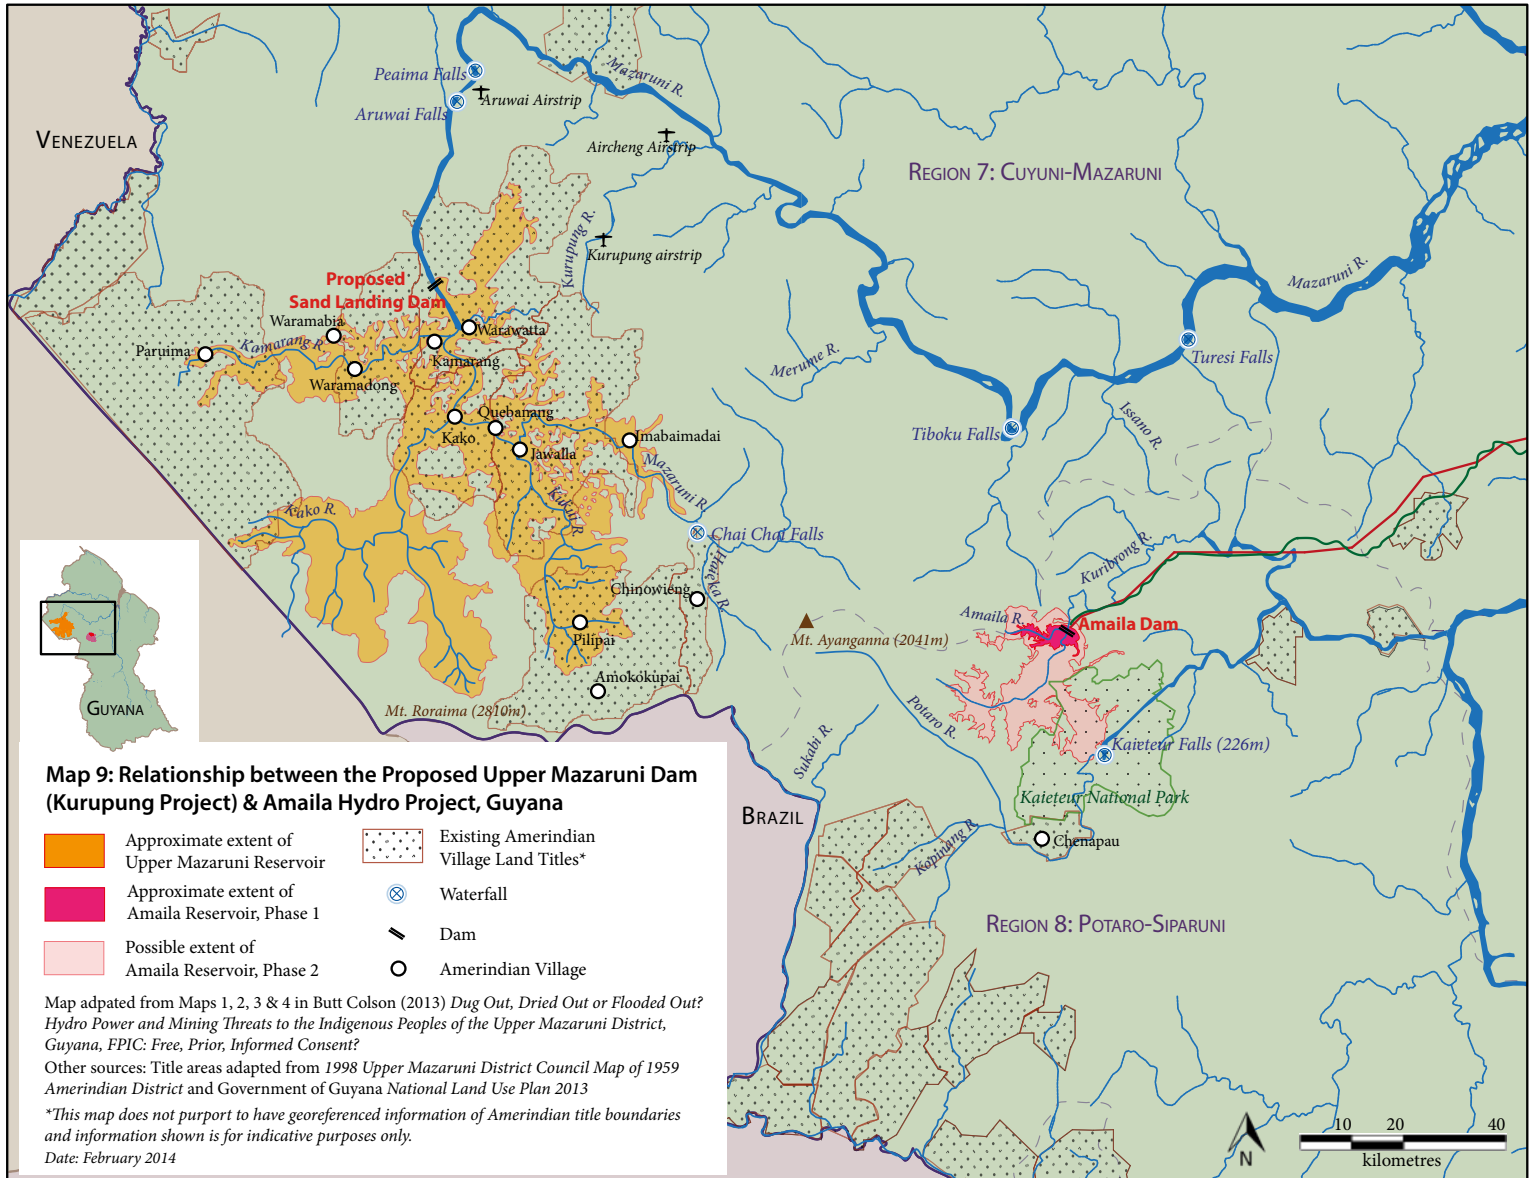 Peaima Falls
Aruwai Airstrip
Aruwai Falls
Mazaruni R.
Aircheng Airstrip
VENEZUELA
REGION 7: CUYUNI-MAZARUNI
Kurupung R.
Kurupung airstrip
Mazaruni R.
Proposed
Sand Landing Dam
Waramabia
Warawatta
Paruima
Kamarang R.
Kamarang
Waramadong
Merume R.
Turesi Falls
Issano R.
Tiboku Falls
Quebanang
Kako
Imabaimadai
Jawalla
Mazaruni R.
Kukui R.
Kako R.
Chai Chai Falls
Haieka R.
Chinowieng
Kuribrong R.
Amaila R.
Amaila Dam
Mt. Ayanganna (2041m)
Pilipai
Amokokupai
Mt. Roraima (2810m)
Potaro R.
Sukabi R.
Kaieteur Falls (226m)
Kaieteur National Park
BRAZIL
Chenapau
Kopinang R.
REGION 8: POTARO-SIPARUNI
GUYANA
Map 9: Relationship between the Proposed Upper Mazaruni Dam
(Kurupung Project) & Amaila Hydro Project, Guyana
Approximate extent of
Upper Mazaruni Reservoir
Approximate extent of
Amaila Reservoir, Phase 1
Possible extent of
Amaila Reservoir, Phase 2
Existing Amerindian
Village Land Titles*
Waterfall
Dam
Amerindian Village
Map adpated from Maps 1, 2, 3 & 4 in Butt Colson (2013) Dug Out, Dried Out or Flooded Out?
Hydro Power and Mining Threats to the Indigenous Peoples of the Upper Mazaruni District,
Guyana, FPIC: Free, Prior, Informed Consent?
Other sources: Title areas adapted from 1998 Upper Mazaruni District Council Map of 1959
Amerindian District and Government of Guyana National Land Use Plan 2013
*This map does not purport to have georeferenced information of Amerindian title boundaries
and information shown is for indicative purposes only.
Date: February 2014
N
10 20 40
kilometres